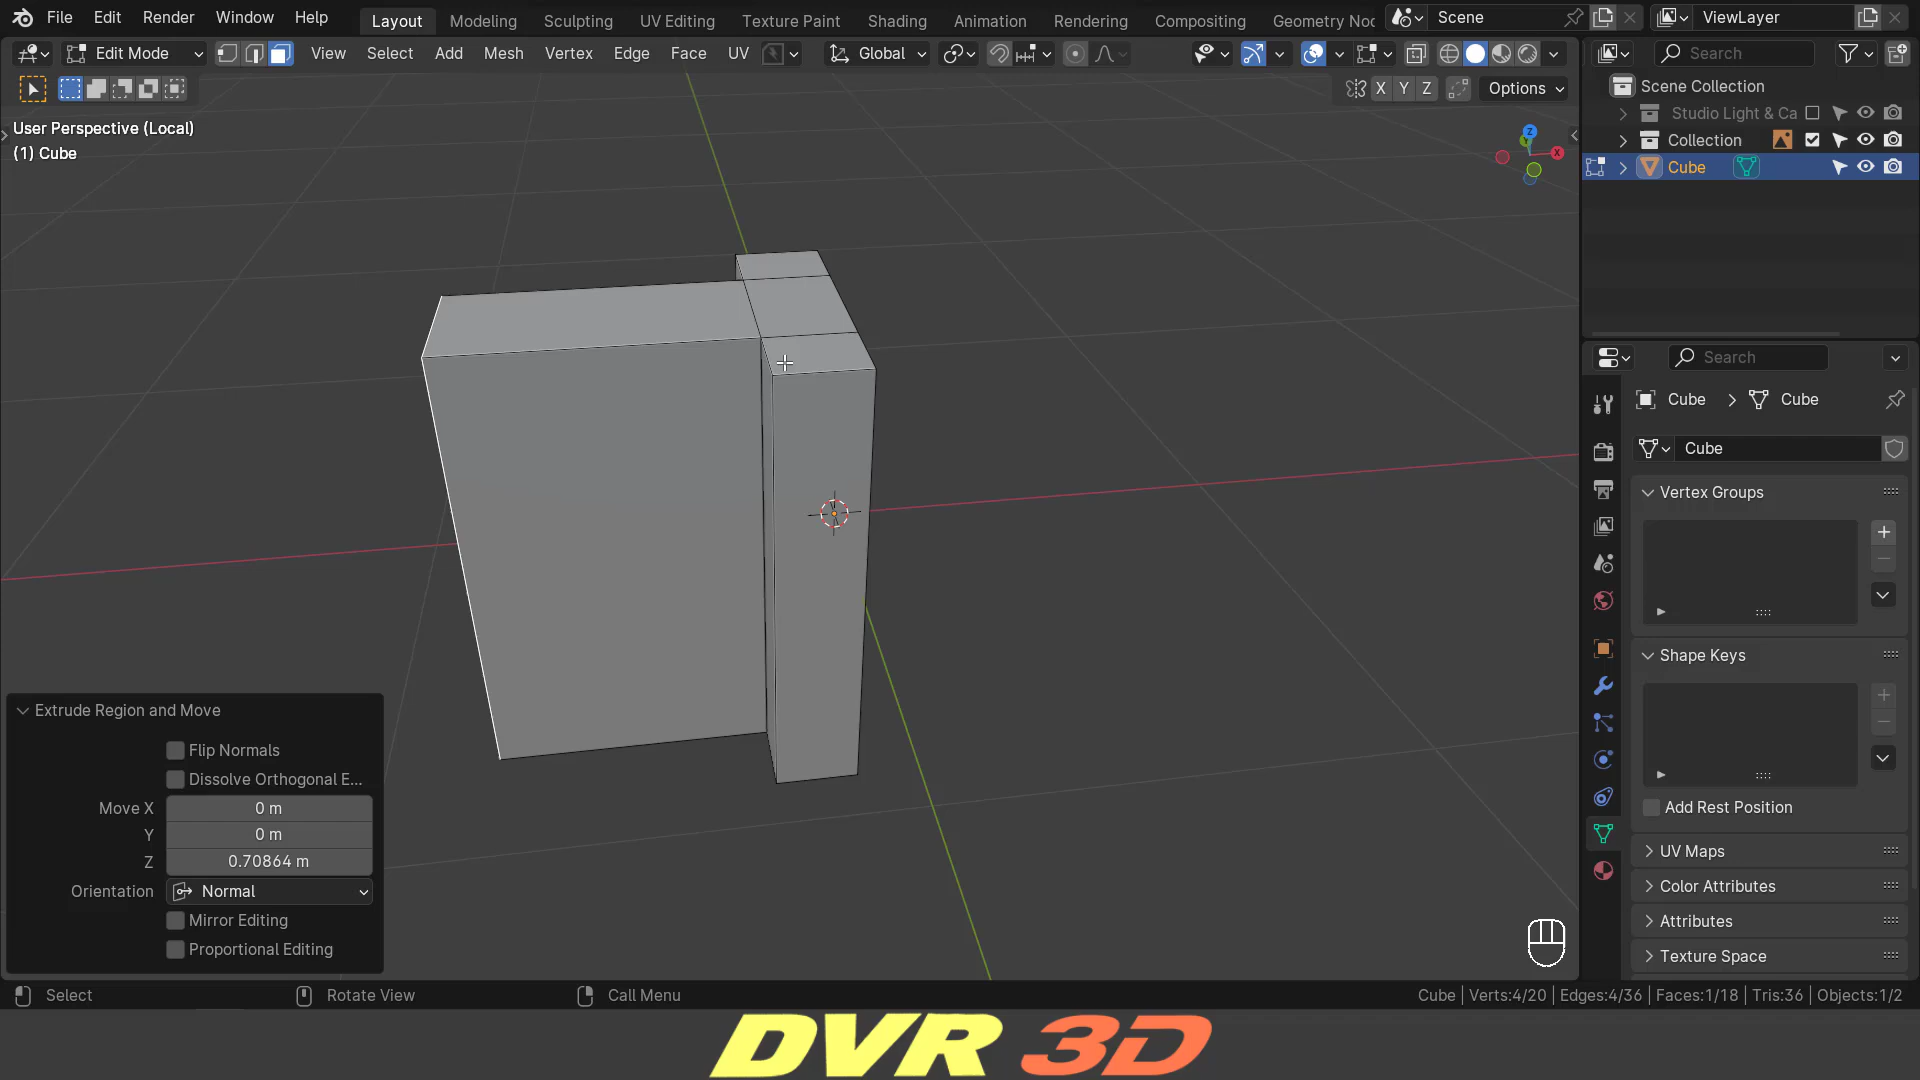 File Edit Render Window Help Layout Modeling Sculpting UV Editing Texture Paint Shading Animation Rendering Compositing Geometry Noc Scene ViewLayer
Edit Mode View Select Add Mesh Vertex Edge Face UV Global Search
X Y Z Options
Scene Collection
Studio Light & Ca
Collection
Cube
User Perspective (Local)
(1) Cube
Z
Y
X
Search
Cube > Cube
Cube
Vertex Groups
Shape Keys
Add Rest Position
UV Maps
Color Attributes
Attributes
Texture Space
Extrude Region and Move
Flip Normals
Dissolve Orthogonal E...
Move X 0 m
Y 0 m
Z 0.70864 m
Orientation Normal
Mirror Editing
Proportional Editing
Select Rotate View Call Menu Cube | Verts:4/20 | Edges:4/36 | Faces:1/18 | Tris:36 | Objects:1/2
DVR 3D